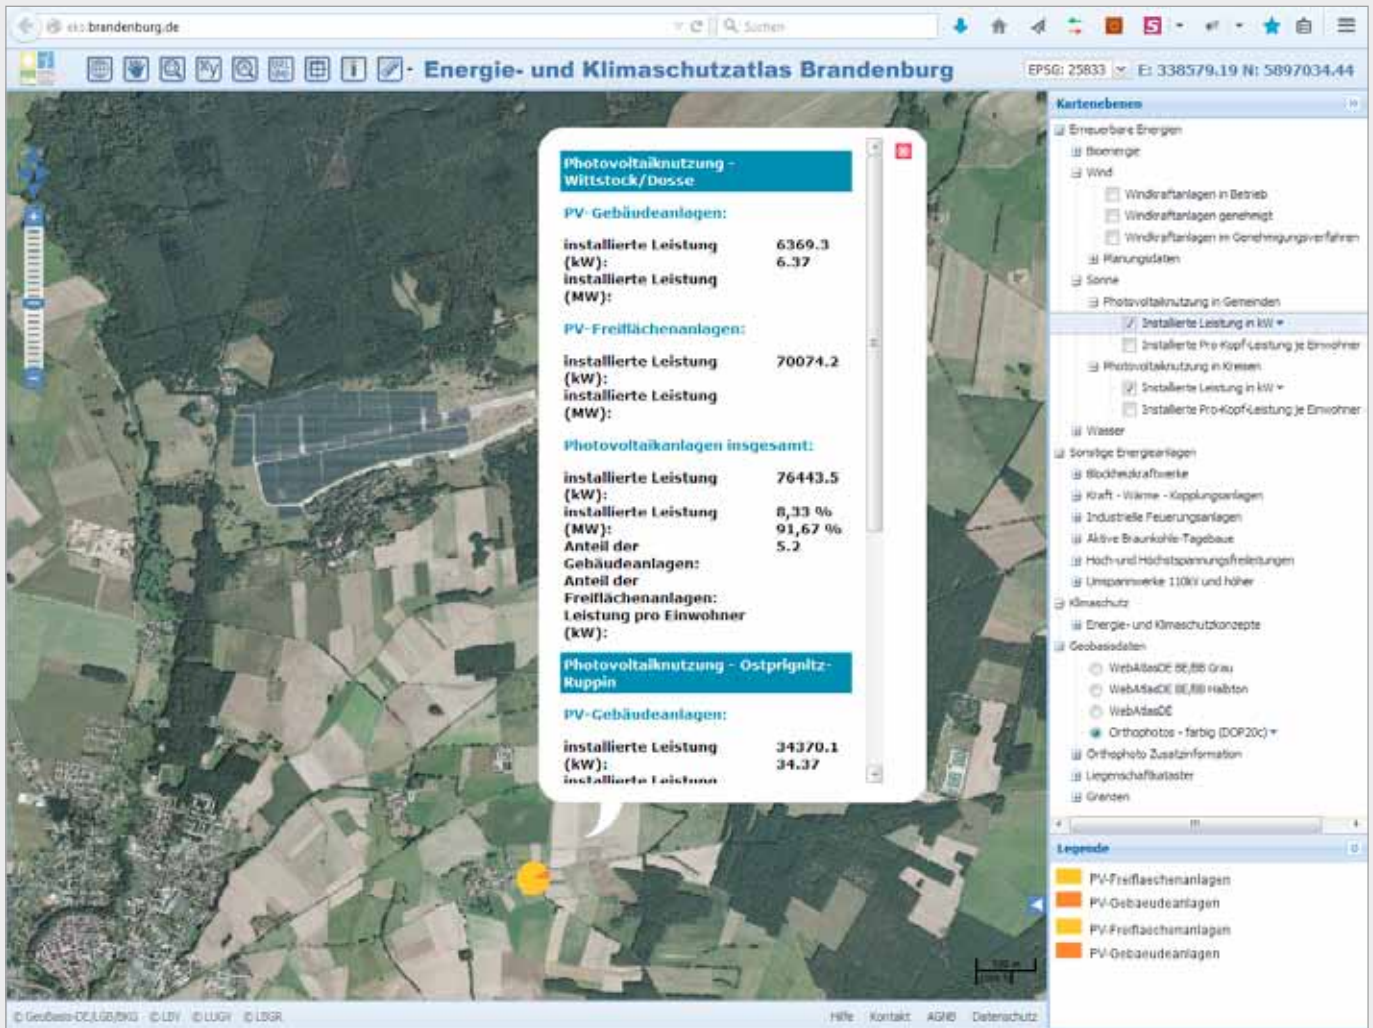 eks.brandenburg.de
Suchen
Energie- und Klimaschutzatlas Brandenburg
EPSG: 25833
E: 338579.19 N: 5897034.44
Photovoltaiknutzung -
Wittstock/Dosse
PV-Gebäudeanlagen:
installierte Leistung 6369.3
(kW): 6.37
installierte Leistung
(MW):
PV-Freiflächenanlagen:
installierte Leistung 70074.2
(kW):
installierte Leistung
(MW):
Photovoltaikanlagen insgesamt:
installierte Leistung 76443.5
(kW):
installierte Leistung 8,33 %
(MW): 91,67 %
Anteil der 5.2
Gebäudeanlagen:
Anteil der
Freiflächenanlagen:
Leistung pro Einwohner
(kW):
Photovoltaiknutzung - Ostprignitz-
Ruppin
PV-Gebäudeanlagen:
installierte Leistung 34370.1
(kW): 34.37
installierte Leistung
Kartenebenen
Erneuerbare Energien
Bioenergie
Wind
Windkraftanlagen in Betrieb
Windkraftanlagen genehmigt
Windkraftanlagen im Genehmigungsverfahren
Planungsdaten
Sonne
Photovoltaiknutzung in Gemeinden
Installierte Leistung in kW
Installierte Pro-Kopf-Leistung je Einwohner
Photovoltaiknutzung in Kreisen
Installierte Leistung in kW
Installierte Pro-Kopf-Leistung je Einwohner
Wasser
Sonstige Energieanlagen
Blockheizkraftwerke
Kraft - Wärme - Kopplungsanlagen
Industrielle Feuerungsanlagen
Aktive Braunkohle-Tagebaue
Hoch-und Höchstspannungsfreileitungen
Umspannwerke 110kV und höher
Klimaschutz
Energie- und Klimaschutzkonzepte
Geobasisdaten
WebAtlasDE BE/BB Grau
WebAtlasDE BE/BB Halbton
WebAtlasDE
Orthophotos - farbig (DOP20c)
Orthophoto Zusatzinformation
Liegenschaftkataster
Grenzen
Legende
PV-Freiflaechenanlagen
PV-Gebaeudeanlagen
PV-Freiflaechenanlagen
PV-Gebaeudeanlagen
© GeoBasis-DE/LGB/BKG © LBV © LUGV © LBGR
Hilfe Kontakt AGNB Datenschutz